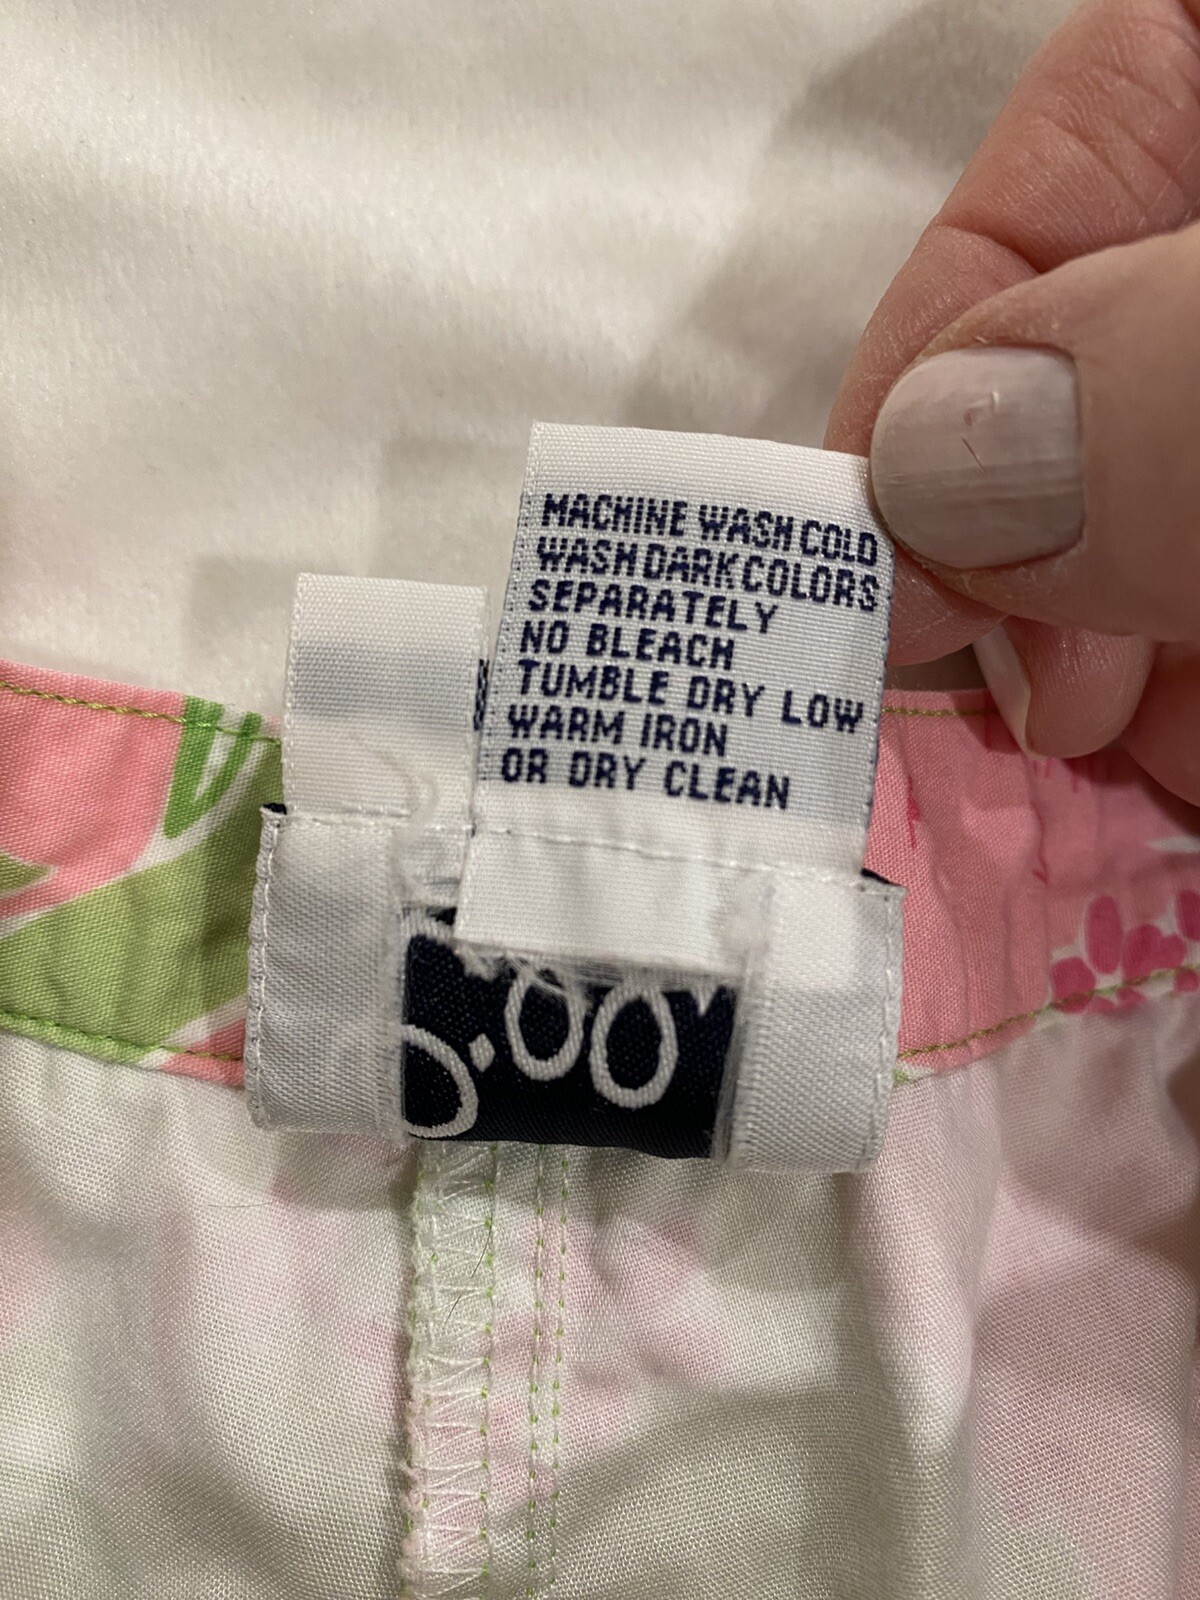 MACHINE WASH COLD
WASH DARK COLORS
SEPARATELY
NO BLEACH
TUMBLE DRY LOW
WARM IRON
OR DRY CLEAN